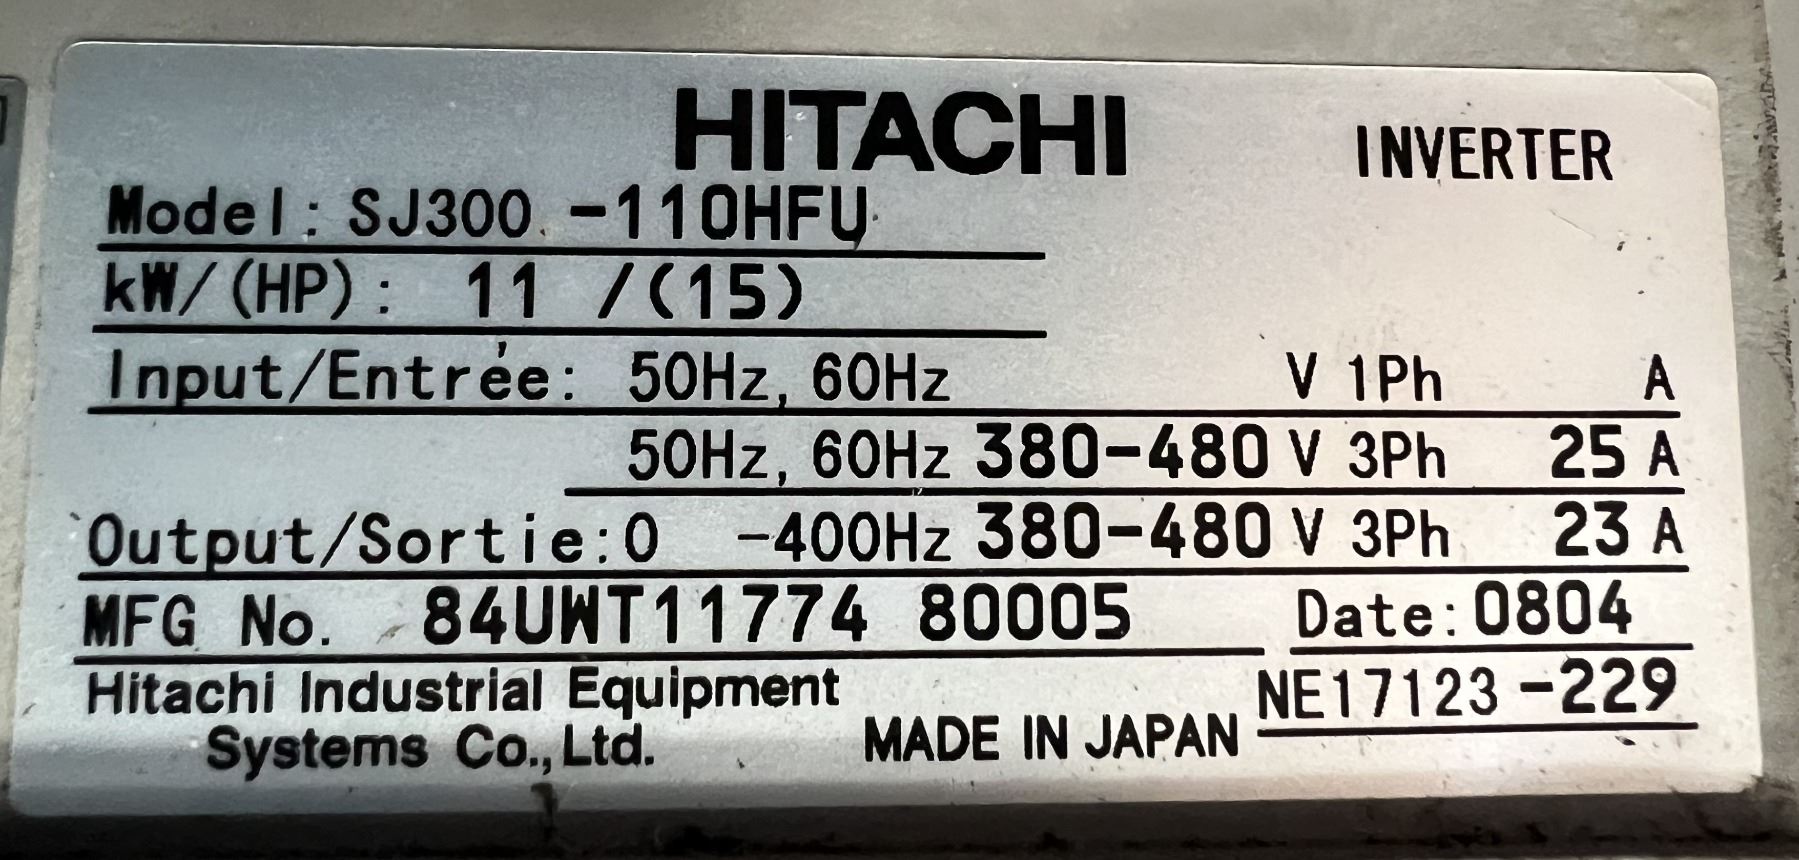 HITACHI INVERTER
Model: SJ300 -110HFU
kW/(HP): 11 /(15)
Input/Entrée: 50Hz, 60Hz V 1Ph A
50Hz, 60Hz 380-480 V 3Ph 25 A
Output/Sortie:0 -400Hz 380-480 V 3Ph 23 A
MFG No. 84UWT11774 80005 Date:0804
Hitachi Industrial Equipment
Systems Co.,Ltd. MADE IN JAPAN NE17123-229